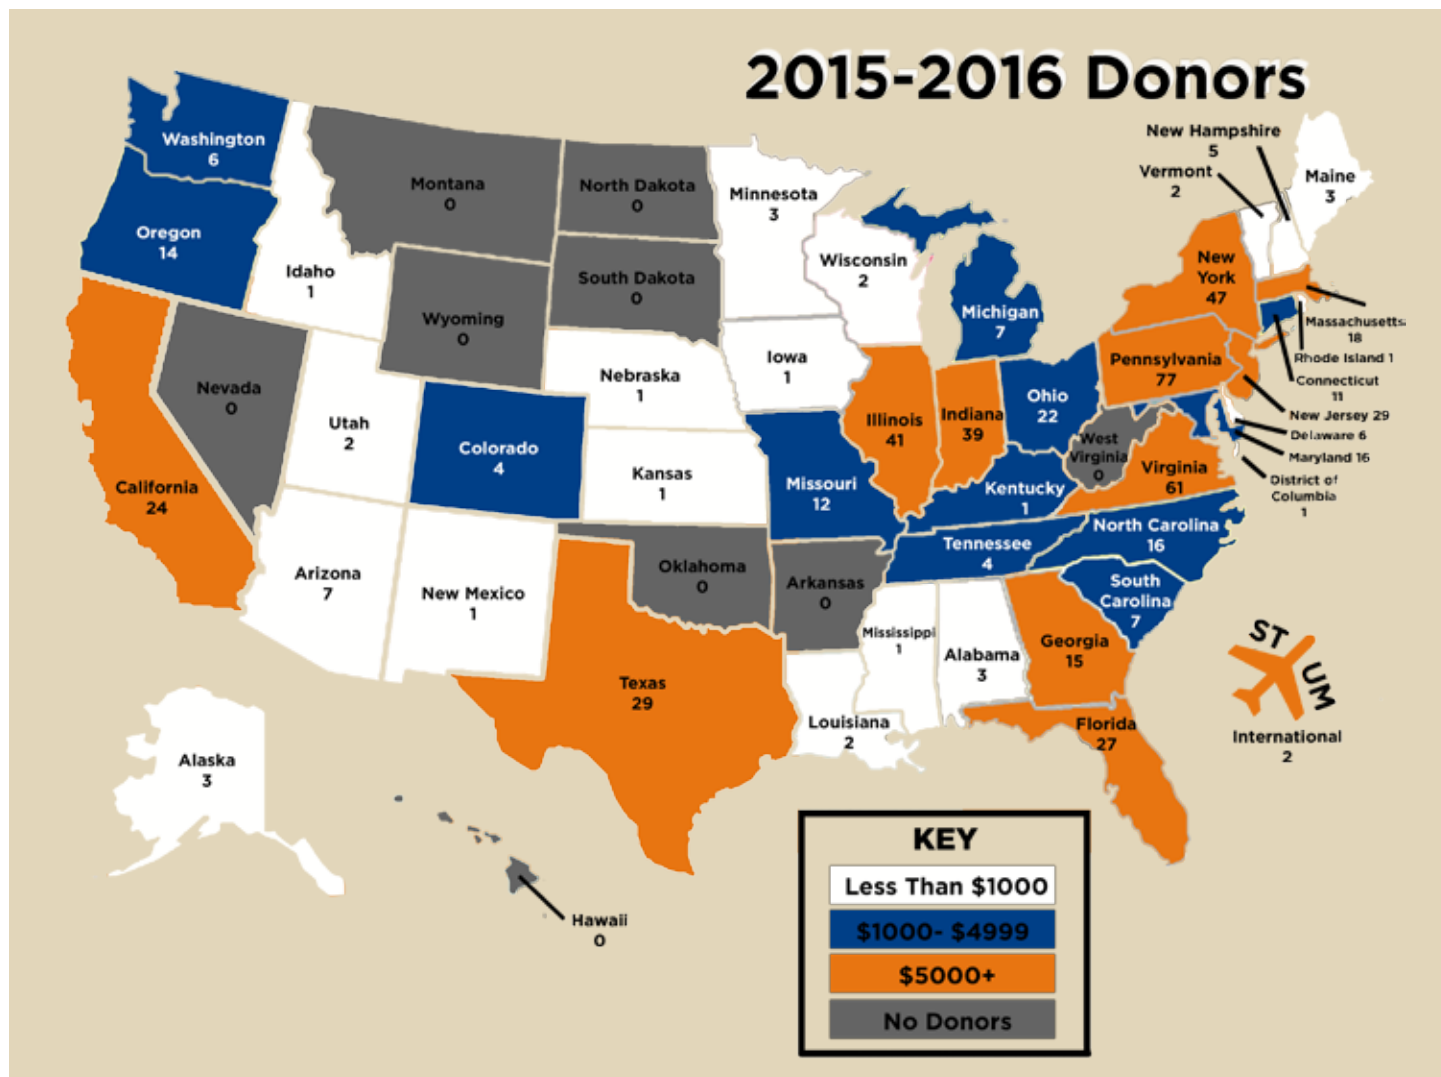 2015-2016 Donors
New Hampshire
5
Vermont
2
Maine
3
Washington
6
Montana
0
North Dakota
0
Minnesota
3
Oregon
14
Idaho
1
South Dakota
0
Wisconsin
2
New
York
47
Wyoming
0
Michigan
7
Massachusetts
18
Rhode Island 1
Connecticut
11
New Jersey 29
Delaware 6
Maryland 16
District of
Columbia
1
Nevada
0
Utah
2
Colorado
4
Nebraska
1
Iowa
1
Illinois
41
Indiana
39
Ohio
22
Pennsylvania
77
West
Virginia
0
Virginia
61
California
24
Kansas
1
Missouri
12
Kentucky
1
North Carolina
16
Tennessee
4
South
Carolina
7
Arizona
7
New Mexico
1
Oklahoma
0
Arkansas
0
Mississippi
1
Alabama
3
Georgia
15
Texas
29
Louisiana
2
Florida
27
ST
UM
International
2
Alaska
3
Hawaii
0
KEY
Less Than $1000
$1000- $4999
$5000+
No Donors